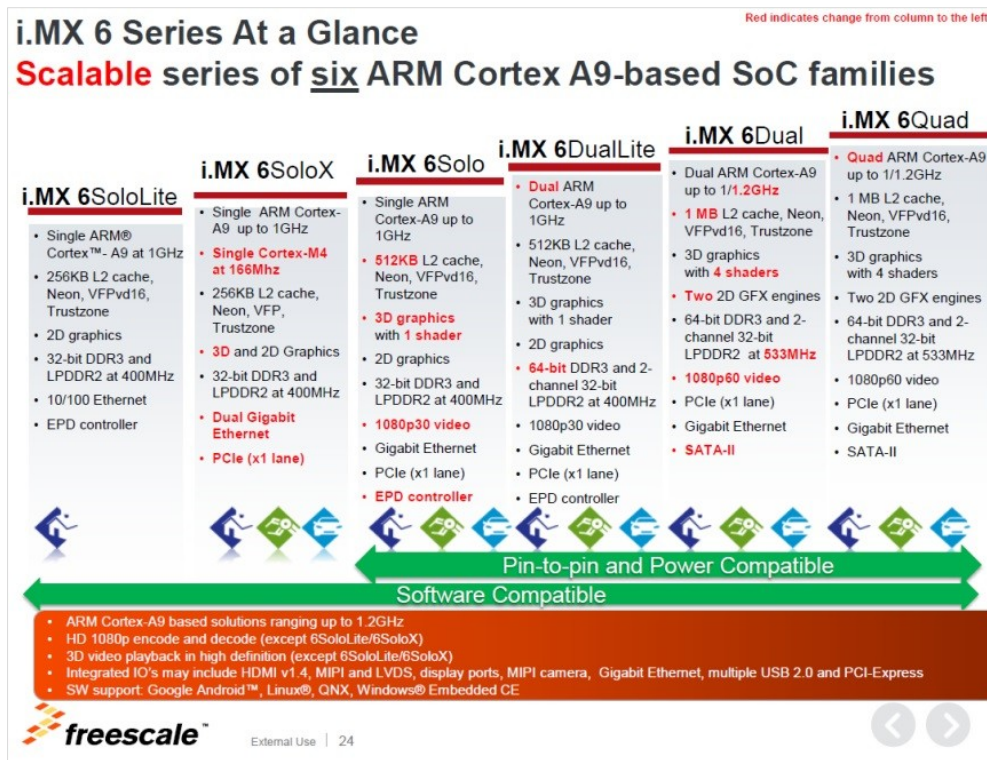 Red indicates change from column to the left
i.MX 6 Series At a Glance
Scalable series of six ARM Cortex A9-based SoC families
i.MX 6SoloLite
• Single ARM®
Cortex™- A9 at 1GHz
• 256KB L2 cache,
Neon, VFPvd16,
Trustzone
• 2D graphics
• 32-bit DDR3 and
LPDDR2 at 400MHz
• 10/100 Ethernet
• EPD controller
i.MX 6SoloX
• Single ARM Cortex-
A9 up to 1GHz
• Single Cortex-M4
at 166Mhz
• 256KB L2 cache,
Neon, VFP,
Trustzone
• 3D and 2D Graphics
• 32-bit DDR3 and
LPDDR2 at 400MHz
• Dual Gigabit
Ethernet
• PCIe (x1 lane)
i.MX 6Solo
• Single ARM
Cortex-A9 up to
1GHz
• 512KB L2 cache,
Neon, VFPvd16,
Trustzone
• 3D graphics
with 1 shader
• 2D graphics
• 32-bit DDR3 and
LPDDR2 at 400MHz
• 1080p30 video
• Gigabit Ethernet
• PCIe (x1 lane)
• EPD controller
i.MX 6DualLite
• Dual ARM
Cortex-A9 up to
1GHz
• 512KB L2 cache,
Neon, VFPvd16,
Trustzone
• 3D graphics
with 1 shader
• 2D graphics
• 64-bit DDR3 and 2-
channel 32-bit
LPDDR2 at 400MHz
• 1080p30 video
• Gigabit Ethernet
• PCIe (x1 lane)
• EPD controller
i.MX 6Dual
• Dual ARM Cortex-A9
up to 1/1.2GHz
• 1 MB L2 cache, Neon,
VFPvd16, Trustzone
• 3D graphics
with 4 shaders
• Two 2D GFX engines
• 64-bit DDR3 and 2-
channel 32-bit
LPDDR2 at 533MHz
• 1080p60 video
• PCIe (x1 lane)
• Gigabit Ethernet
• SATA-II
i.MX 6Quad
• Quad ARM Cortex-A9
up to 1/1.2GHz
• 1 MB L2 cache,
Neon, VFPvd16,
Trustzone
• 3D graphics
with 4 shaders
• Two 2D GFX engines
• 64-bit DDR3 and 2-
channel 32-bit
LPDDR2 at 533MHz
• 1080p60 video
• PCIe (x1 lane)
• Gigabit Ethernet
• SATA-II
Pin-to-pin and Power Compatible
Software Compatible
• ARM Cortex-A9 based solutions ranging up to 1.2GHz
• HD 1080p encode and decode (except 6SoloLite/6SoloX)
• 3D video playback in high definition (except 6SoloLite/6SoloX)
• Integrated IO's may include HDMI v1.4, MIPI and LVDS, display ports, MIPI camera, Gigabit Ethernet, multiple USB 2.0 and PCI-Express
• SW support: Google Android™, Linux®, QNX, Windows® Embedded CE
freescale™
External Use | 24